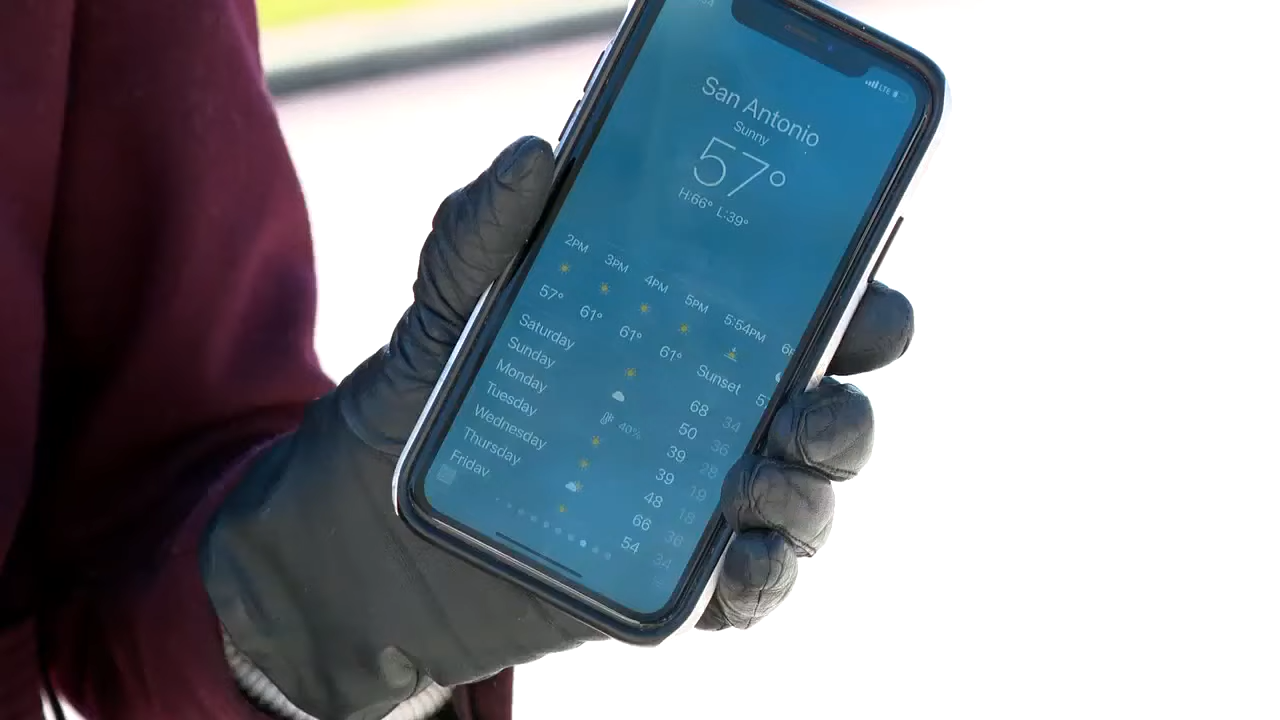 LTE
San Antonio
Sunny
57°
H:66° L:39°
2PM 3PM 4PM 5PM 5:54PM
57° 61° 61° 61° Sunset
Saturday 68 34
Sunday 50 36
Monday 40% 39 28
Tuesday 39 19
Wednesday 48 18
Thursday 66 36
Friday 54 34